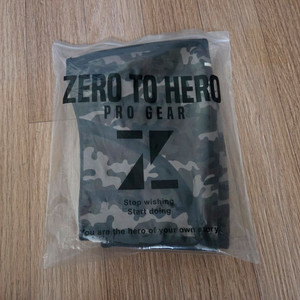 ZERO TO HERO
PRO GEAR
Stop wishing
Start doing
You are the hero of your own story.